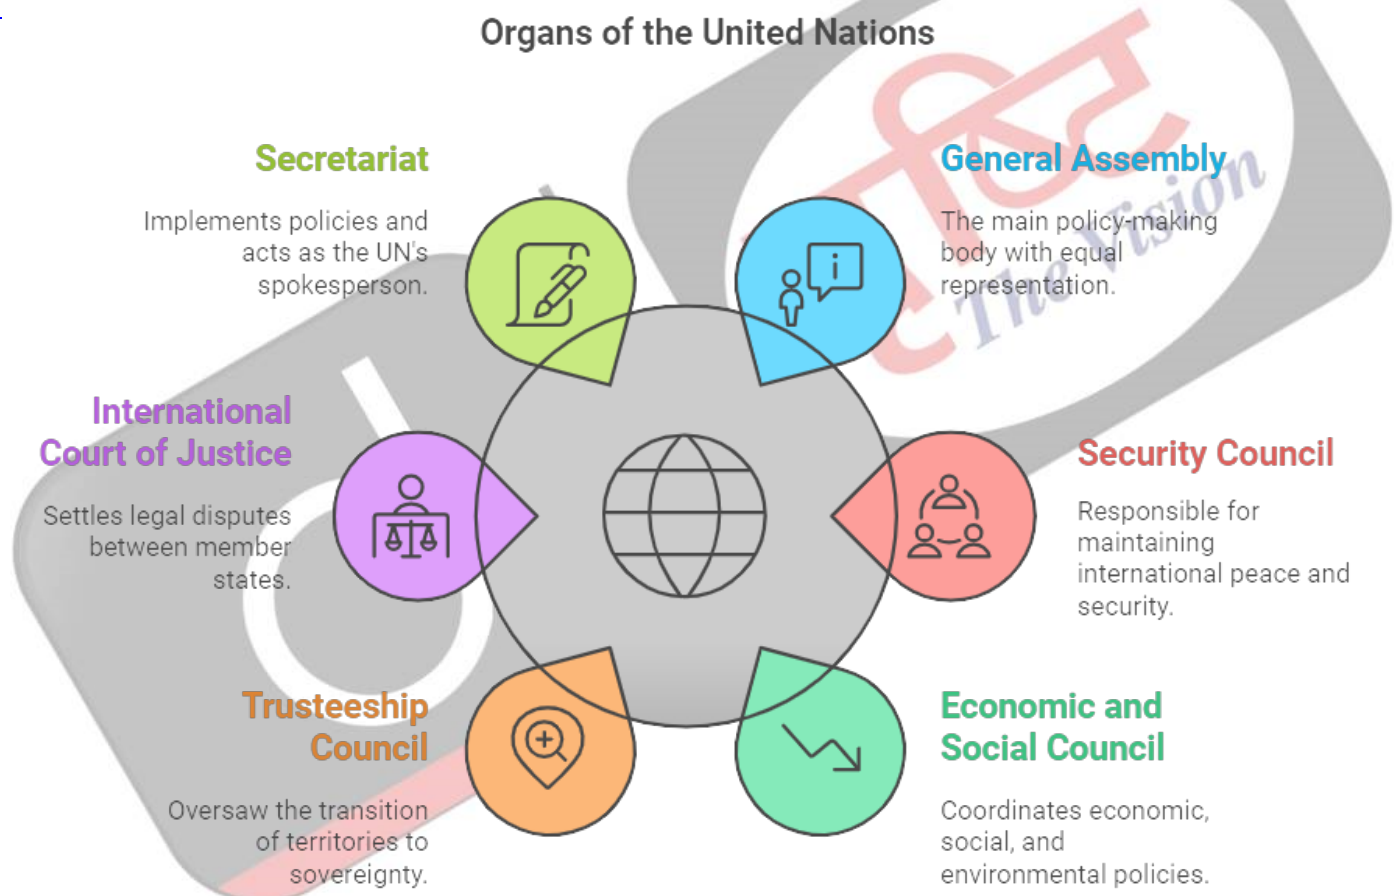 Organs of the United Nations
Secretariat
Implements policies and
acts as the UN's
spokesperson.
General Assembly
The main policy-making
body with equal
representation.
International
Court of Justice
Settles legal disputes
between member
states.
Security Council
Responsible for
maintaining
international peace and
security.
Trusteeship
Council
Oversaw the transition
of territories to
sovereignty.
Economic and
Social Council
Coordinates economic,
social, and
environmental policies.
i
The Vision